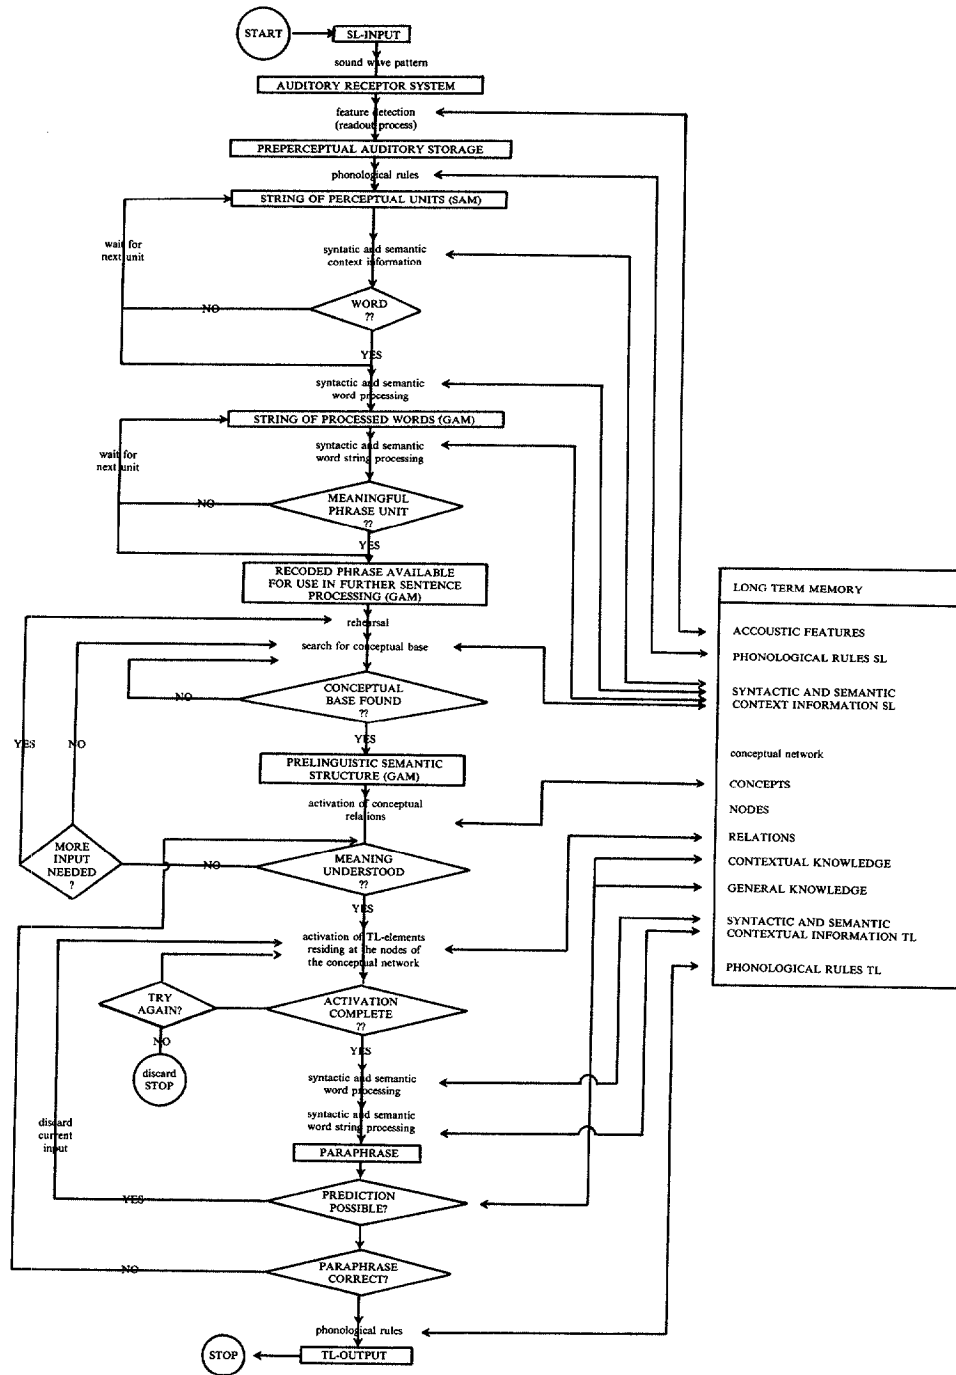 START
SL-INPUT
sound wave pattern
AUDITORY RECEPTOR SYSTEM
feature detection
(readout process)
PREPERCEPTUAL AUDITORY STORAGE
phonological rules
STRING OF PERCEPTUAL UNITS (SAM)
wait for
next unit
syntatic and semantic
context information
NO
WORD
??
YES
syntactic and semantic
word processing
STRING OF PROCESSED WORDS (GAM)
wait for
next unit
syntactic and semantic
word string processing
NO
MEANINGFUL
PHRASE UNIT
??
YES
RECODED PHRASE AVAILABLE
FOR USE IN FURTHER SENTENCE
PROCESSING (GAM)
rehearsal
search for conceptual base
NO
CONCEPTUAL
BASE FOUND
??
YES
NO
YES
PRELINGUISTIC SEMANTIC
STRUCTURE (GAM)
activation of conceptual
relations
MORE
INPUT
NEEDED
?
NO
MEANING
UNDERSTOOD
??
YES
activation of TL-elements
residing at the nodes of
the conceptual network
TRY
AGAIN?
ACTIVATION
COMPLETE
??
NO
YES
discard
STOP
syntactic and semantic
word processing
syntactic and semantic
word string processing
discard
current
input
PARAPHRASE
YES
PREDICTION
POSSIBLE?
NO
PARAPHRASE
CORRECT?
phonological rules
STOP
TL-OUTPUT
LONG TERM MEMORY
ACCOUSTIC FEATURES
PHONOLOGICAL RULES SL
SYNTACTIC AND SEMANTIC
CONTEXT INFORMATION SL
conceptual network
CONCEPTS
NODES
RELATIONS
CONTEXTUAL KNOWLEDGE
GENERAL KNOWLEDGE
SYNTACTIC AND SEMANTIC
CONTEXTUAL INFORMATION TL
PHONOLOGICAL RULES TL